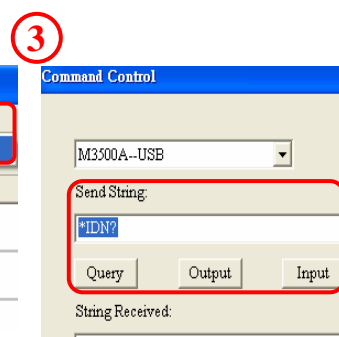 3
Command Control
M3500A--USB
Send String:
*IDN?
Query Output Input
String Received: